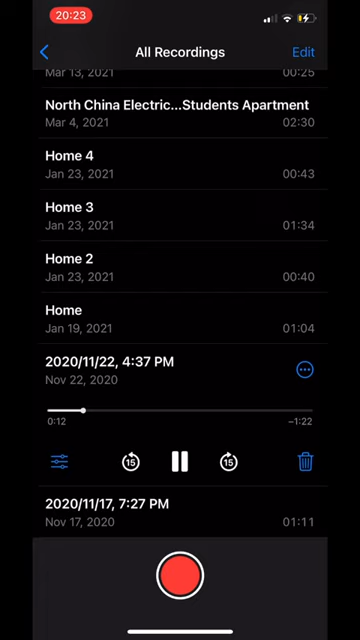 20:23
All Recordings
Edit
Mar 13, 2021
00:25
North China Electric...Students Apartment
Mar 4, 2021
02:30
Home 4
Jan 23, 2021
00:43
Home 3
Jan 23, 2021
01:34
Home 2
Jan 23, 2021
00:40
Home
Jan 19, 2021
01:04
2020/11/22, 4:37 PM
Nov 22, 2020
0:12
−1:22
15
15
2020/11/17, 7:27 PM
Nov 17, 2020
01:11